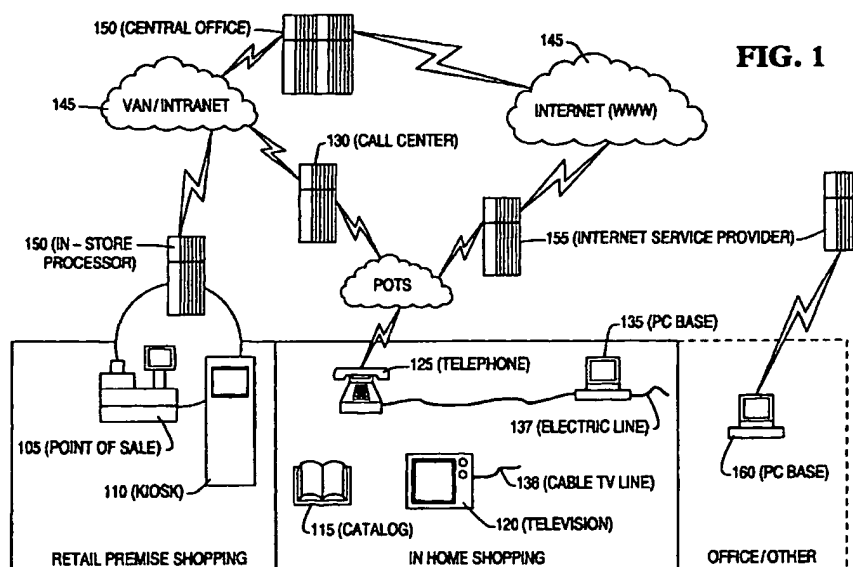 150 (CENTRAL OFFICE)
145
FIG. 1
145
VAN / INTRANET
INTERNET (WWW)
130 (CALL CENTER)
150 (IN – STORE
PROCESSOR)
155 (INTERNET SERVICE PROVIDER)
POTS
135 (PC BASE)
125 (TELEPHONE)
137 (ELECTRIC LINE)
105 (POINT OF SALE)
110 (KIOSK)
138 (CABLE TV LINE)
160 (PC BASE)
115 (CATALOG)
120 (TELEVISION)
RETAIL PREMISE SHOPPING
IN HOME SHOPPING
OFFICE / OTHER